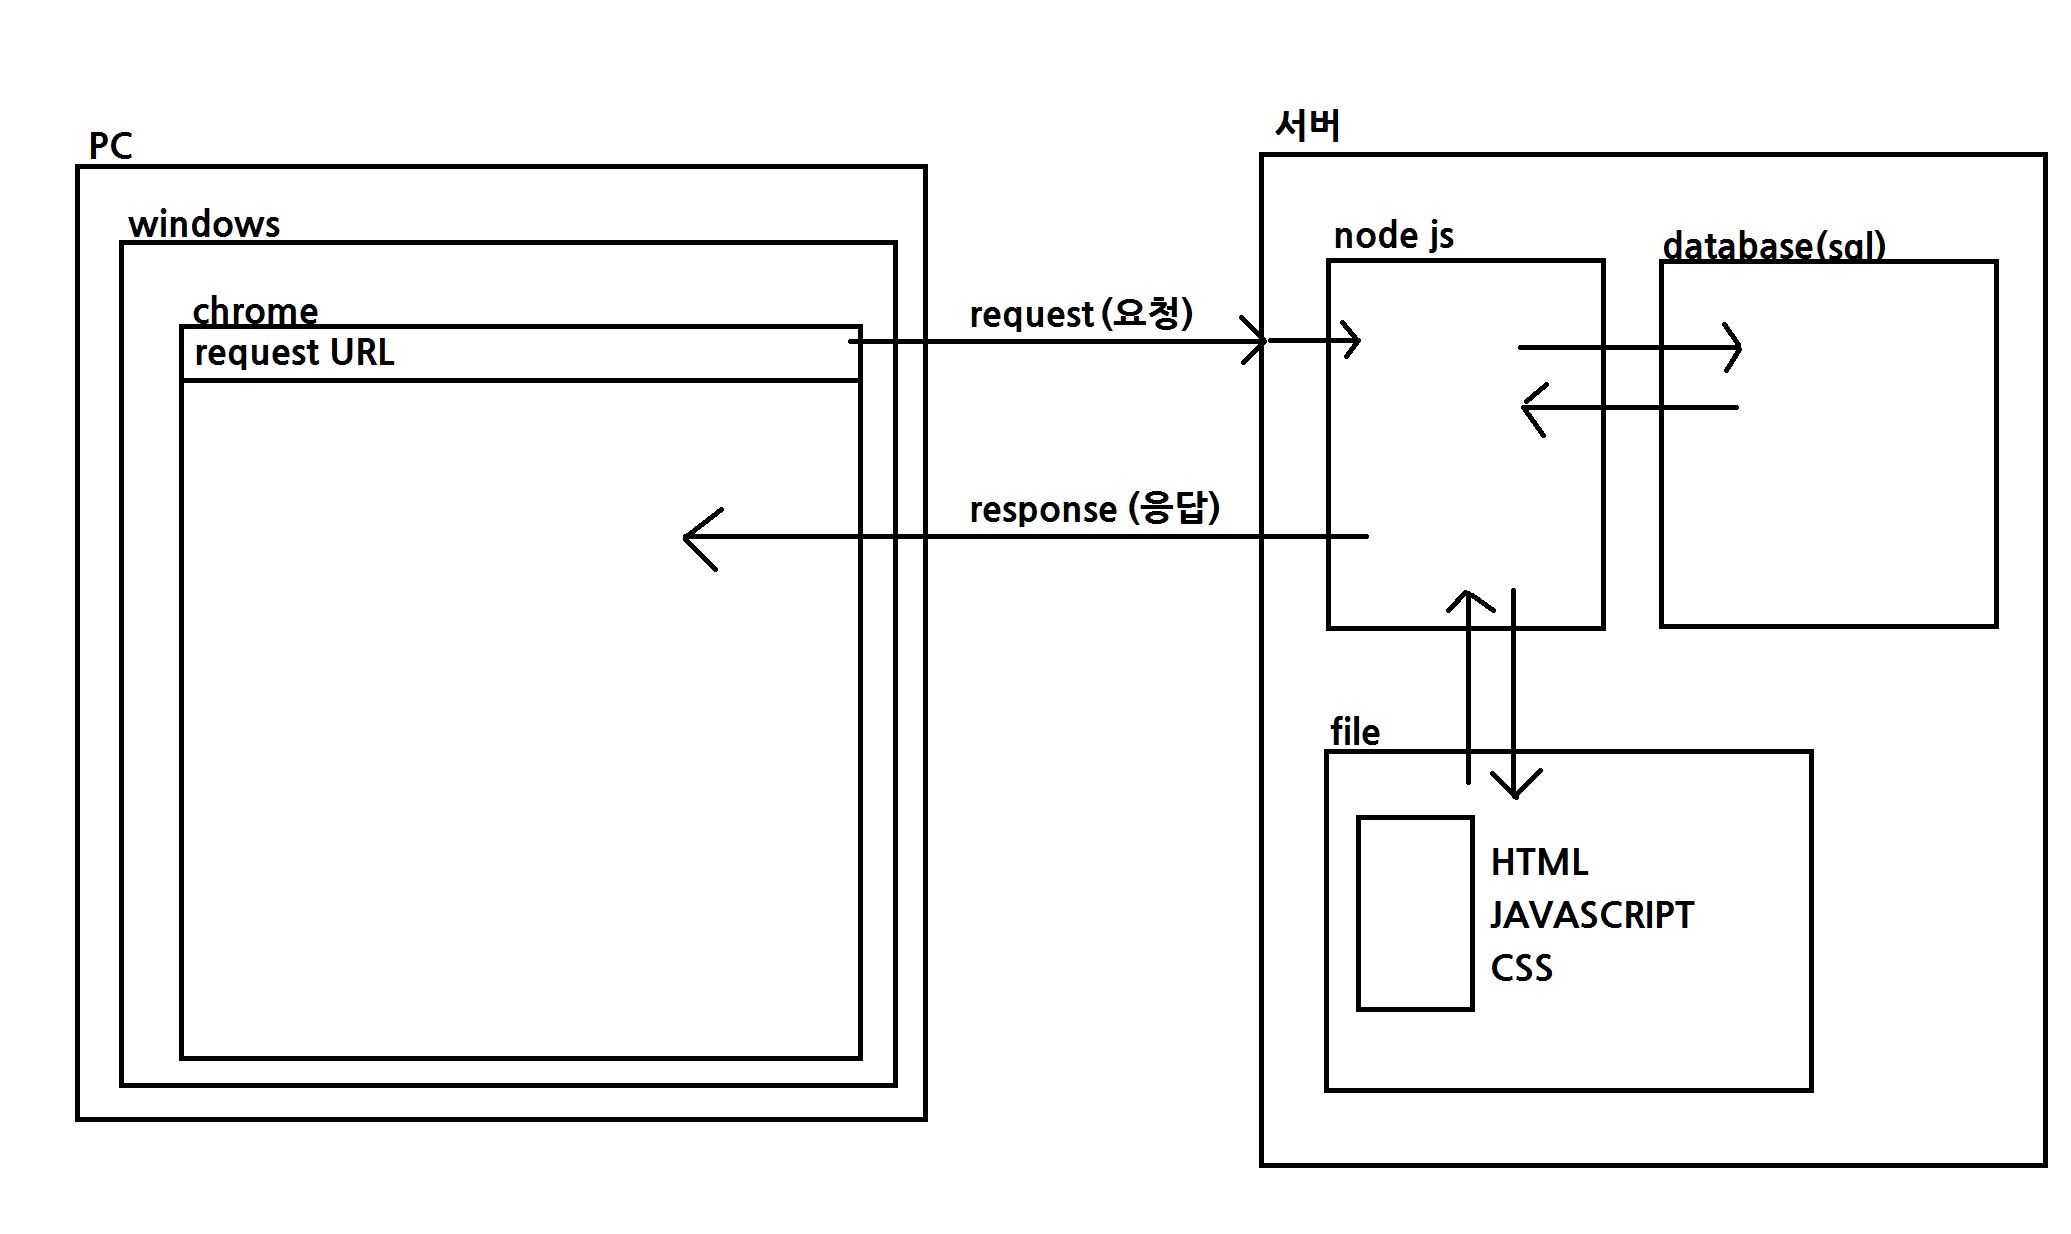 PC
windows
chrome
request URL
request (요청)
response (응답)
서버
node js
database(sql)
file
HTML
JAVASCRIPT
CSS